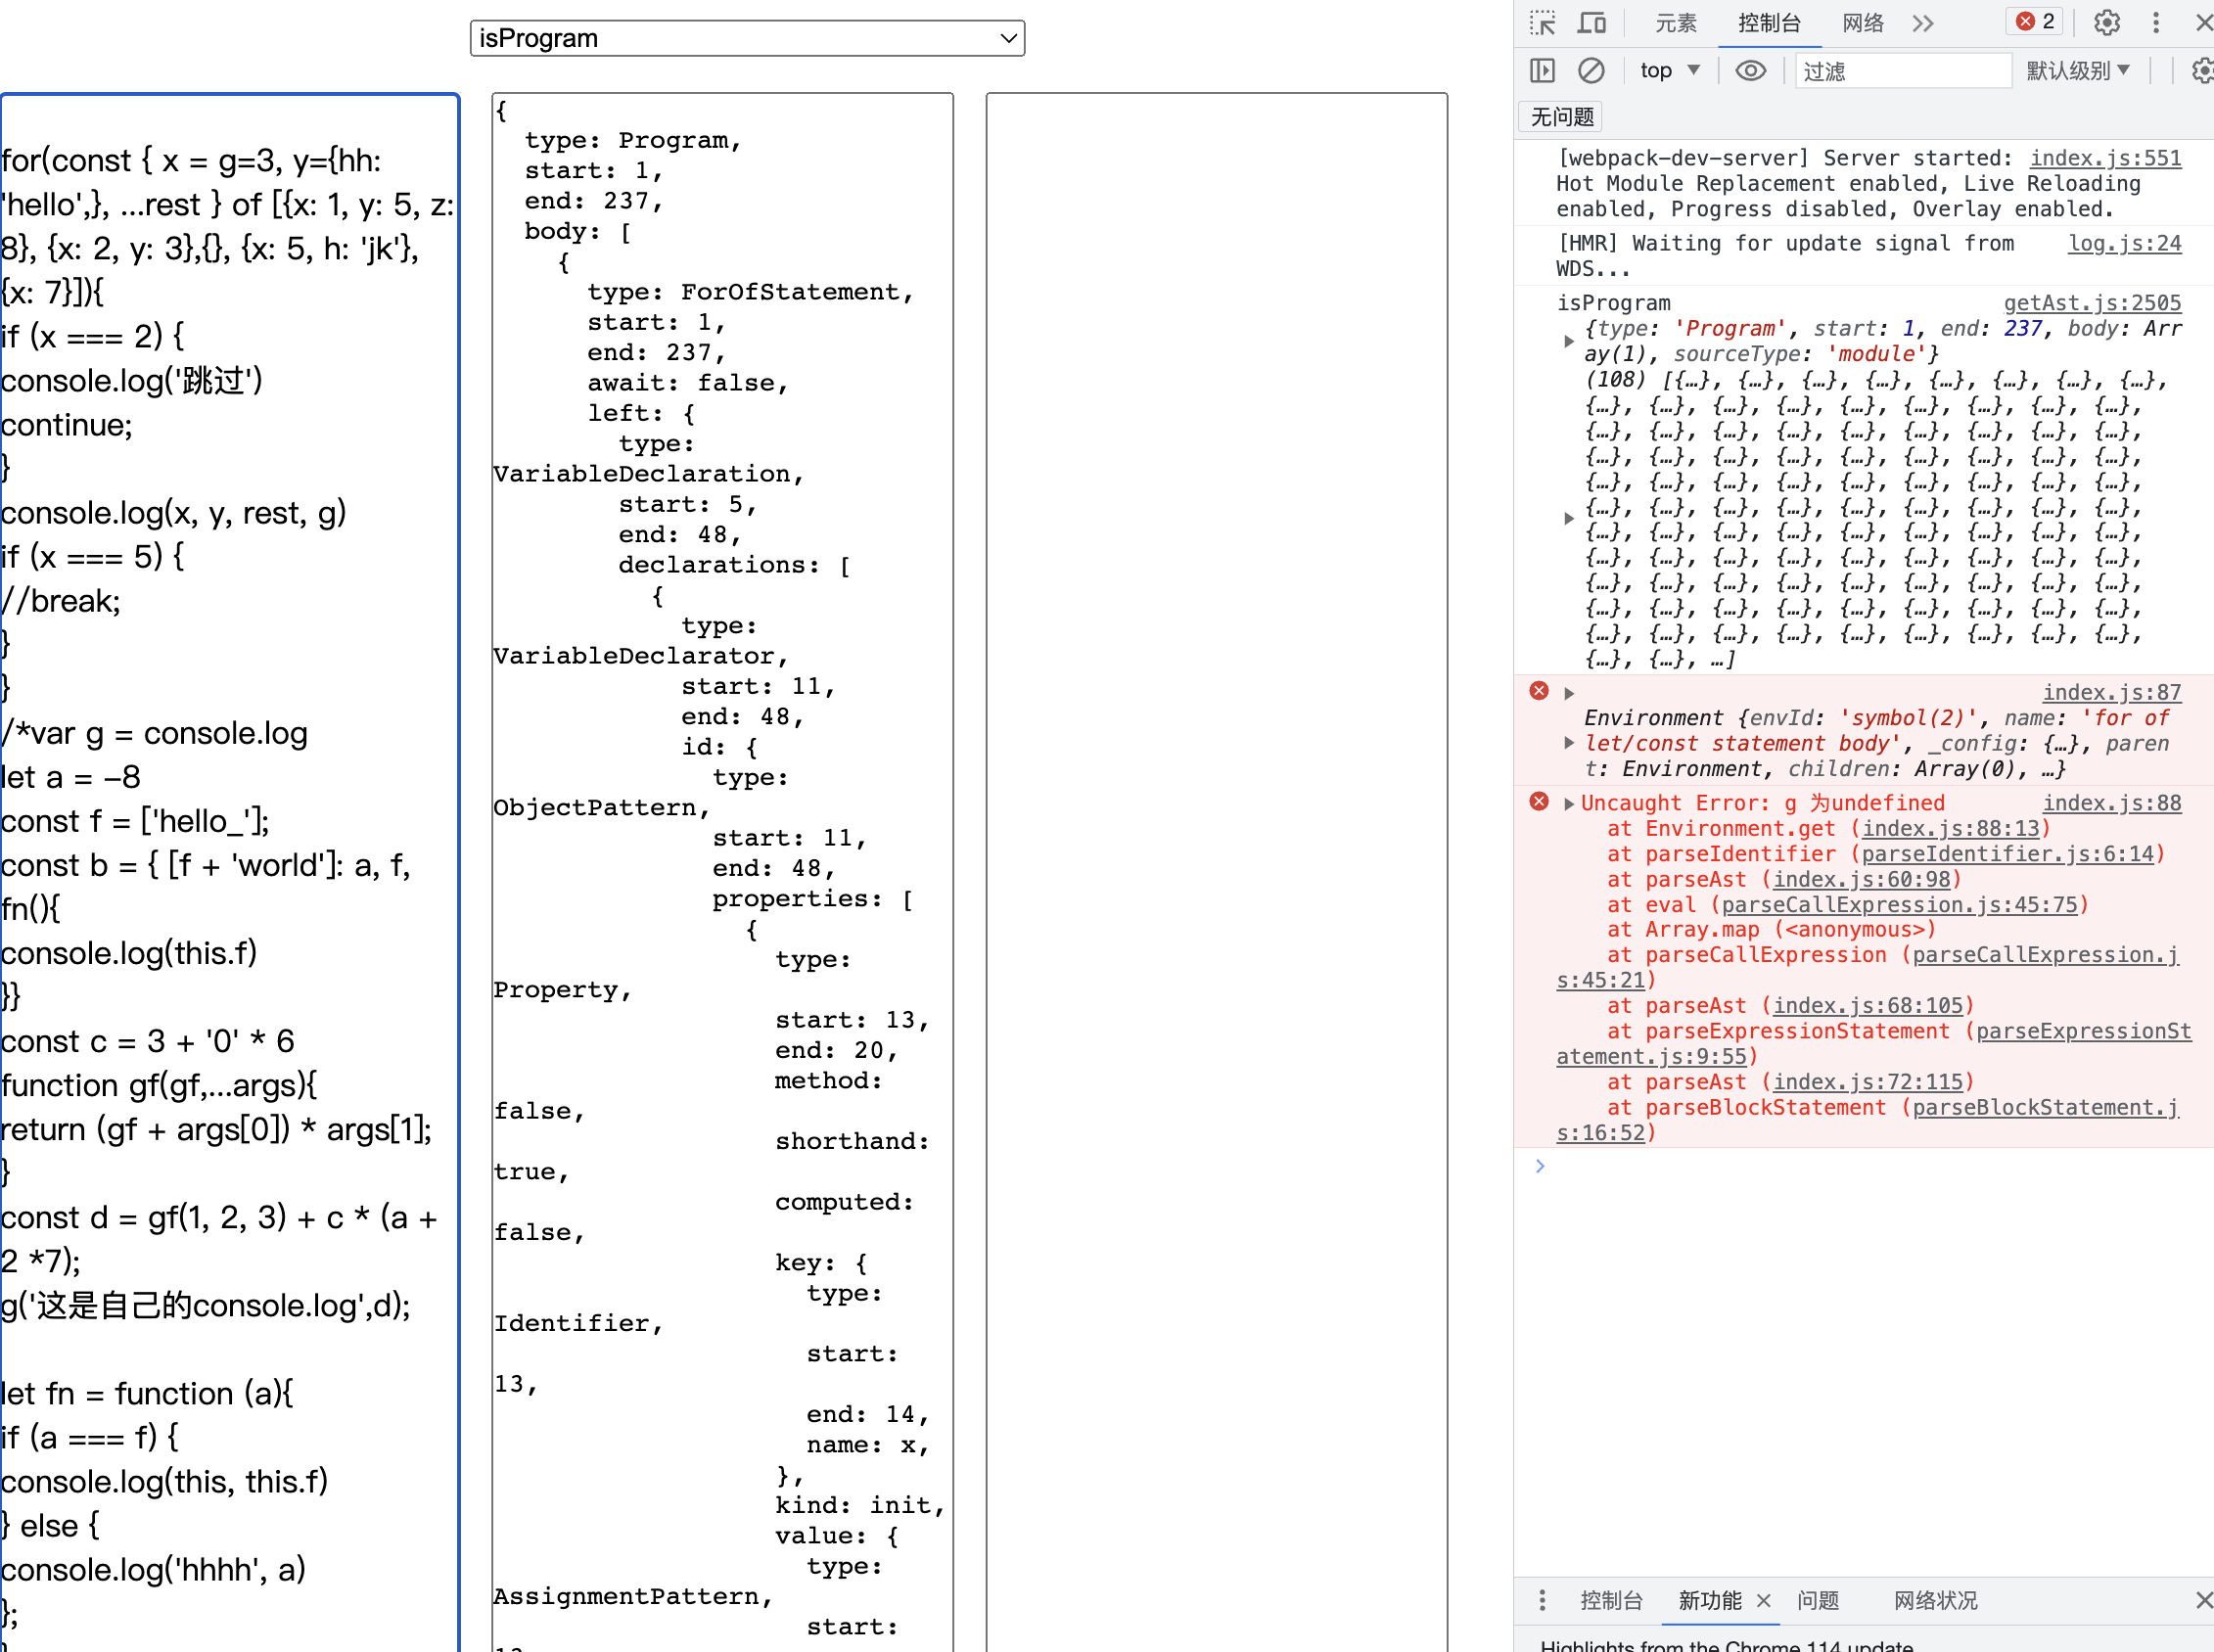 isProgram
for(const { x = g=3, y={hh:
'hello',}, ...rest } of [{x: 1, y: 5, z:
8}, {x: 2, y: 3},{}, {x: 5, h: 'jk'},
{x: 7}]){
if (x === 2) {
console.log('跳过')
continue;
}
console.log(x, y, rest, g)
if (x === 5) {
//break;
}
}
/*var g = console.log
let a = -8
const f = ['hello_'];
const b = { [f + 'world']: a, f,
fn(){
console.log(this.f)
}}
const c = 3 + '0' * 6
function gf(gf,...args){
return (gf + args[0]) * args[1];
}
const d = gf(1, 2, 3) + c * (a +
2 *7);
g('这是自己的console.log',d);
let fn = function (a){
if (a === f) {
console.log(this, this.f)
} else {
console.log('hhhh', a)
};
{
type: Program,
start: 1,
end: 237,
body: [
{
type: ForOfStatement,
start: 1,
end: 237,
await: false,
left: {
type:
VariableDeclaration,
start: 5,
end: 48,
declarations: [
{
type:
VariableDeclarator,
start: 11,
end: 48,
id: {
type:
ObjectPattern,
start: 11,
end: 48,
properties: [
{
type:
Property,
start: 13,
end: 20,
method:
false,
shorthand:
true,
computed:
false,
key: {
type:
Identifier,
start:
13,
end: 14,
name: x,
},
kind: init,
value: {
type:
AssignmentPattern,
start:
元素 控制台 网络 2
top 过滤 默认级别
无问题
[webpack-dev-server] Server started: index.js:551
Hot Module Replacement enabled, Live Reloading
enabled, Progress disabled, Overlay enabled.
[HMR] Waiting for update signal from log.js:24
WDS...
isProgram getAst.js:2505
{type: 'Program', start: 1, end: 237, body: Arr
ay(1), sourceType: 'module'}
(108) [{…}, {…}, {…}, {…}, {…}, {…}, {…}, {…},
{…}, {…}, {…}, {…}, {…}, {…}, {…}, {…}, {…},
{…}, {…}, {…}, {…}, {…}, {…}, {…}, {…}, {…},
{…}, {…}, {…}, {…}, {…}, {…}, {…}, {…}, {…},
{…}, {…}, {…}, {…}, {…}, {…}, {…}, {…}, {…},
{…}, {…}, {…}, {…}, {…}, {…}, {…}, {…}, {…},
{…}, {…}, {…}, {…}, {…}, {…}, {…}, {…}, {…},
{…}, {…}, {…}, {…}, {…}, {…}, {…}, {…}, {…},
{…}, {…}, {…}, {…}, {…}, {…}, {…}, {…}, {…},
{…}, {…}, {…}, {…}, {…}, {…}, {…}, {…}, {…},
{…}, {…}, {…}, {…}, {…}, {…}, {…}, {…}, {…},
{…}, {…}, …]
index.js:87
Environment {envId: 'symbol(2)', name: 'for of
let/const statement body', _config: {…}, paren
t: Environment, children: Array(0), …}
Uncaught Error: g 为undefined index.js:88
at Environment.get (index.js:88:13)
at parseIdentifier (parseIdentifier.js:6:14)
at parseAst (index.js:60:98)
at eval (parseCallExpression.js:45:75)
at Array.map (<anonymous>)
at parseCallExpression (parseCallExpression.j
s:45:21)
at parseAst (index.js:68:105)
at parseExpressionStatement (parseExpressionSt
atement.js:9:55)
at parseAst (index.js:72:115)
at parseBlockStatement (parseBlockStatement.j
s:16:52)
控制台 新功能 问题 网络状况
Highlights from the Chrome 114 update